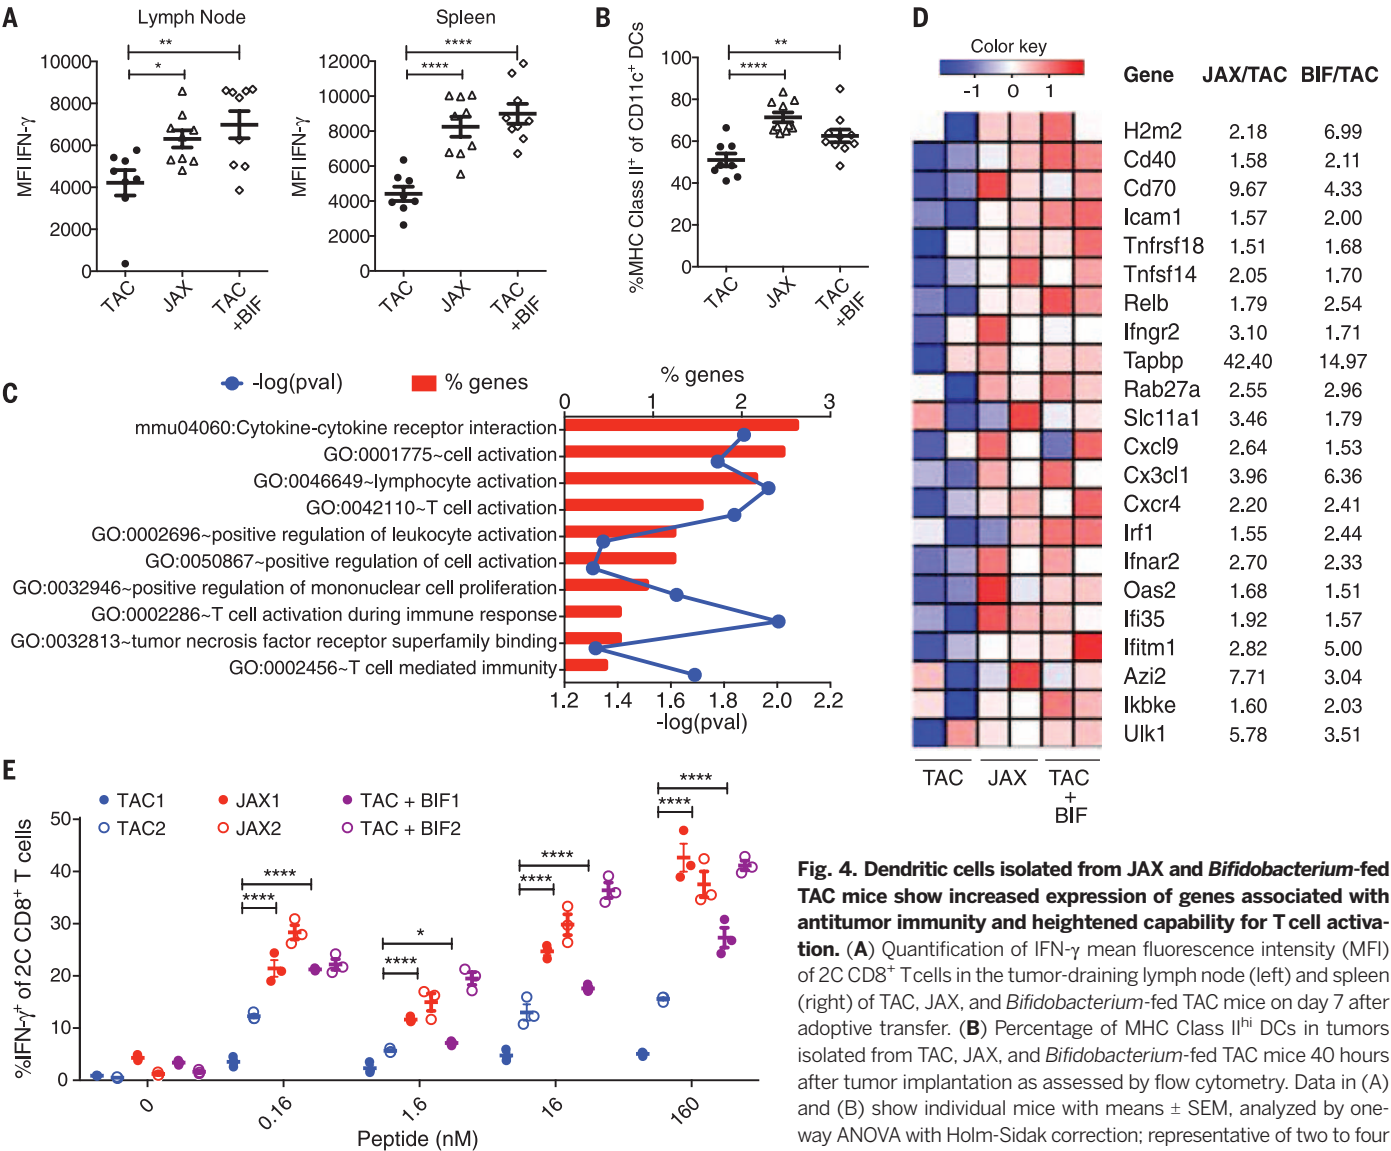 A
Lymph Node
Spleen
MFI IFN-γ
10000
8000
6000
4000
2000
0
**
*
TAC
JAX
TAC
+BIF
MFI IFN-γ
12000
10000
8000
6000
4000
2000
0
****
****
TAC
JAX
TAC
+BIF
B
%MHC Class II⁺ of CD11c⁺ DCs
100
80
60
40
20
0
**
****
TAC
JAX
TAC
+BIF
C
-log(pval)
% genes
% genes
0 1 2 3
mmu04060:Cytokine-cytokine receptor interaction
GO:0001775~cell activation
GO:0046649~lymphocyte activation
GO:0042110~T cell activation
GO:0002696~positive regulation of leukocyte activation
GO:0050867~positive regulation of cell activation
GO:0032946~positive regulation of mononuclear cell proliferation
GO:0002286~T cell activation during immune response
GO:0032813~tumor necrosis factor receptor superfamily binding
GO:0002456~T cell mediated immunity
1.2 1.4 1.6 1.8 2.0 2.2
-log(pval)
D
Color key
-1 0 1
Gene JAX/TAC BIF/TAC
H2m2 2.18 6.99
Cd40 1.58 2.11
Cd70 9.67 4.33
Icam1 1.57 2.00
Tnfrsf18 1.51 1.68
Tnfsf14 2.05 1.70
Relb 1.79 2.54
Ifngr2 3.10 1.71
Tapbp 42.40 14.97
Rab27a 2.55 2.96
Slc11a1 3.46 1.79
Cxcl9 2.64 1.53
Cx3cl1 3.96 6.36
Cxcr4 2.20 2.41
Irf1 1.55 2.44
Ifnar2 2.70 2.33
Oas2 1.68 1.51
Ifi35 1.92 1.57
Ifitm1 2.82 5.00
Azi2 7.71 3.04
Ikbke 1.60 2.03
Ulk1 5.78 3.51
TAC JAX TAC
+
BIF
E
TAC1 JAX1 TAC + BIF1
TAC2 JAX2 TAC + BIF2
%IFN-γ⁺ of 2C CD8⁺ T cells
50
40
30
20
10
0
****
****
*
****
****
****
****
****
0 0.16 1.6 16 160
Peptide (nM)
Fig. 4. Dendritic cells isolated from JAX and Bifidobacterium-fed
TAC mice show increased expression of genes associated with
antitumor immunity and heightened capability for T cell activa-
tion. (A) Quantification of IFN-γ mean fluorescence intensity (MFI)
of 2C CD8⁺ T cells in the tumor-draining lymph node (left) and spleen
(right) of TAC, JAX, and Bifidobacterium-fed TAC mice on day 7 after
adoptive transfer. (B) Percentage of MHC Class IIʰⁱ DCs in tumors
isolated from TAC, JAX, and Bifidobacterium-fed TAC mice 40 hours
after tumor implantation as assessed by flow cytometry. Data in (A)
and (B) show individual mice with means ± SEM, analyzed by one-
way ANOVA with Holm-Sidak correction; representative of two to four